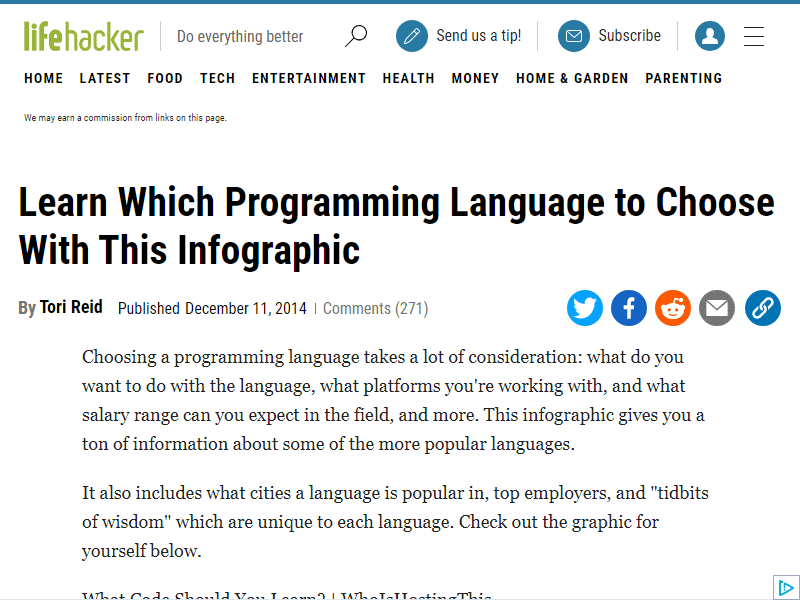 lifehacker
Do everything better
Send us a tip!
Subscribe
HOME LATEST FOOD TECH ENTERTAINMENT HEALTH MONEY HOME & GARDEN PARENTING
We may earn a commission from links on this page.
Learn Which Programming Language to Choose
With This Infographic
By Tori Reid Published December 11, 2014 | Comments (271)
Choosing a programming language takes a lot of consideration: what do you
want to do with the language, what platforms you're working with, and what
salary range can you expect in the field, and more. This infographic gives you a
ton of information about some of the more popular languages.
It also includes what cities a language is popular in, top employers, and "tidbits
of wisdom" which are unique to each language. Check out the graphic for
yourself below.
What Code Should You Learn? | WhoIsHostingThis